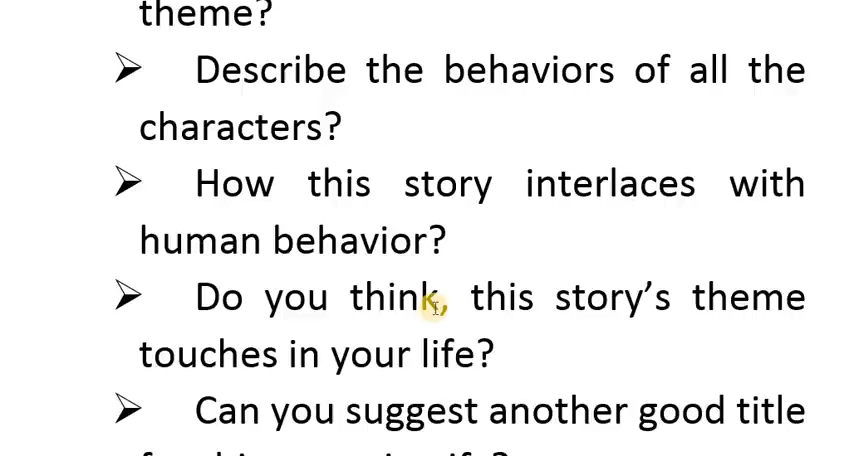 theme?
➢ Describe the behaviors of all the
characters?
➢ How this story interlaces with
human behavior?
➢ Do you think, this story's theme
touches in your life?
➢ Can you suggest another good title